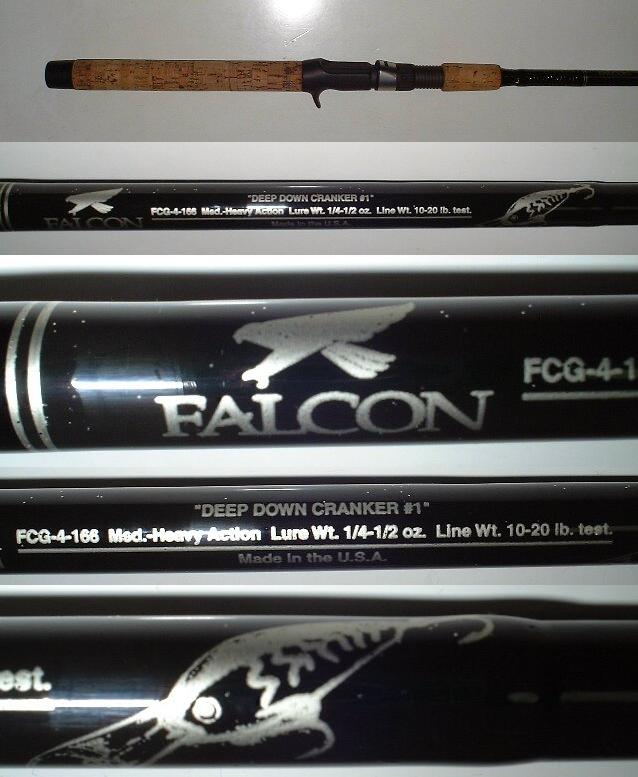 FALCON
"DEEP DOWN CRANKER #1"
FCG-4-166 Med.-Heavy Action Lure Wt. 1/4-1/2 oz. Line Wt. 10-20 lb. test.
Made in the U.S.A.
FALCON
FCG-4-1
"DEEP DOWN CRANKER #1"
FCG-4-166 Med.-Heavy Action Lure Wt. 1/4-1/2 oz. Line Wt. 10-20 lb. test.
Made in the U.S.A.
est.